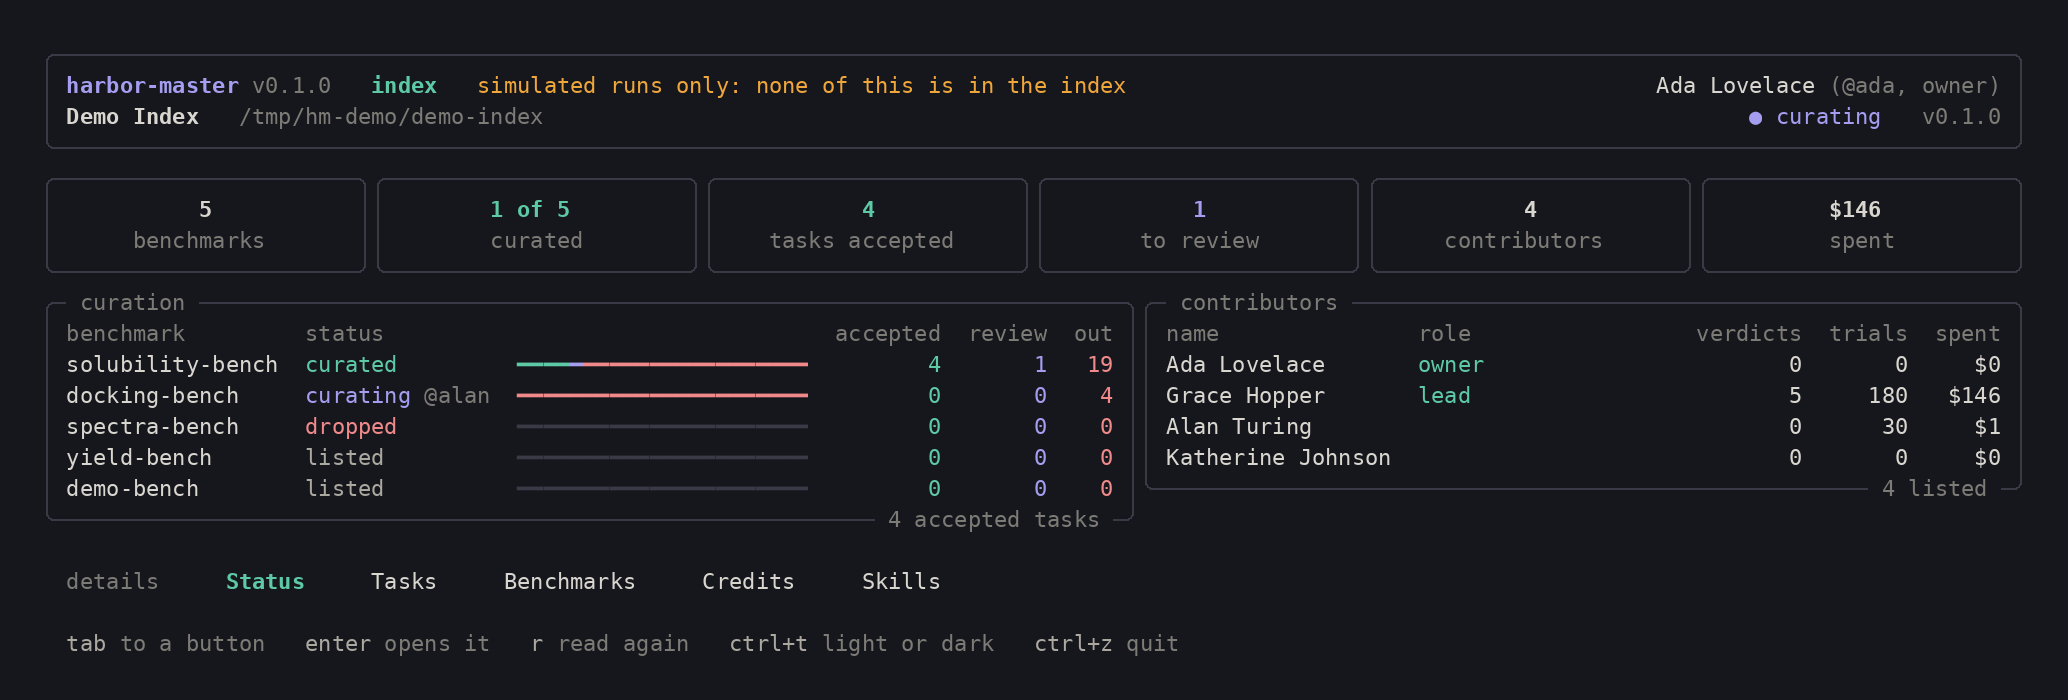 harbor-master v0.1.0 index simulated runs only: none of this is in the index Ada Lovelace (@ada, owner)
Demo Index /tmp/hm-demo/demo-index ● curating v0.1.0
5 1 of 5 4 1 4 $146
benchmarks curated tasks accepted to review contributors spent
curation contributors
benchmark status accepted review out name role verdicts trials spent
solubility-bench curated 4 1 19 Ada Lovelace owner 0 0 $0
docking-bench curating @alan 0 0 4 Grace Hopper lead 5 180 $146
spectra-bench dropped 0 0 0 Alan Turing 0 30 $1
yield-bench listed 0 0 0 Katherine Johnson 0 0 $0
demo-bench listed 0 0 0 4 listed
4 accepted tasks
details Status Tasks Benchmarks Credits Skills
tab to a button enter opens it r read again ctrl+t light or dark ctrl+z quit